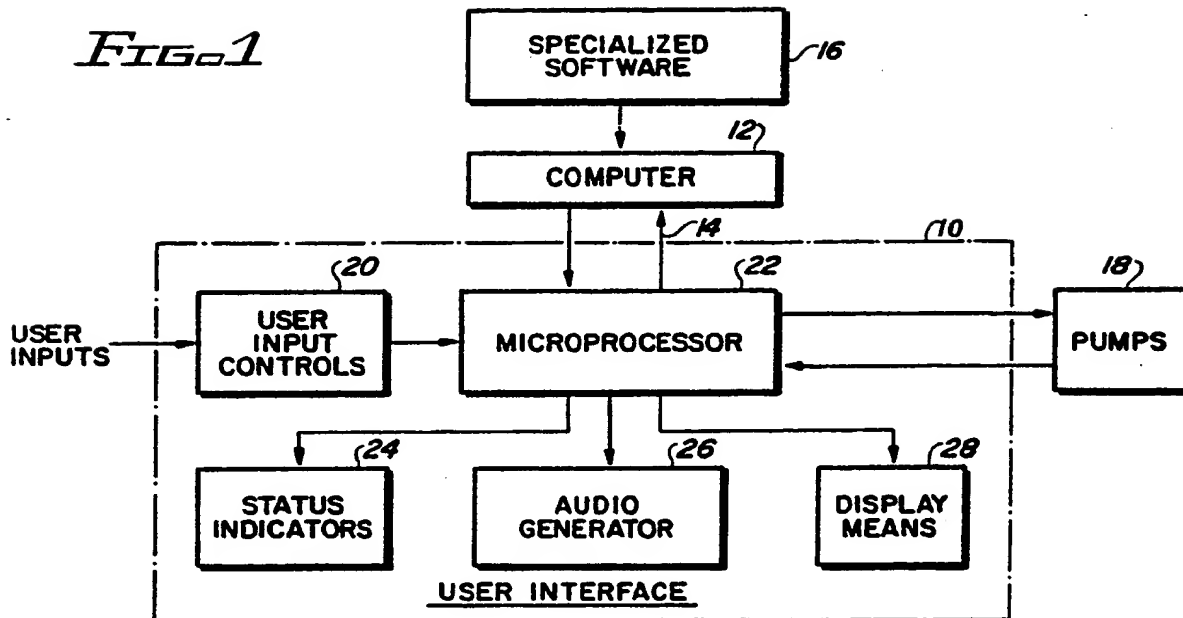 FIG. 1
SPECIALIZED
SOFTWARE
16
12
COMPUTER
14
10
20
22
18
USER
INPUTS
USER
INPUT
CONTROLS
MICROPROCESSOR
PUMPS
24
26
28
STATUS
INDICATORS
AUDIO
GENERATOR
DISPLAY
MEANS
USER INTERFACE